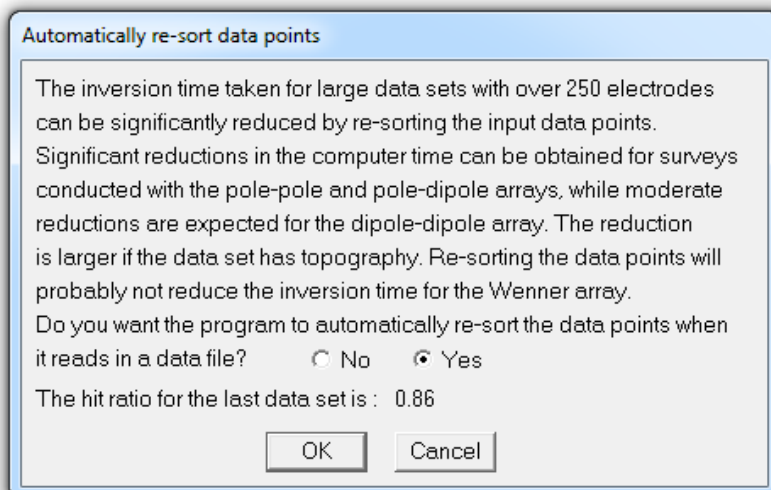 Automatically re-sort data points
The inversion time taken for large data sets with over 250 electrodes
can be significantly reduced by re-sorting the input data points.
Significant reductions in the computer time can be obtained for surveys
conducted with the pole-pole and pole-dipole arrays, while moderate
reductions are expected for the dipole-dipole array. The reduction
is larger if the data set has topography. Re-sorting the data points will
probably not reduce the inversion time for the Wenner array.
Do you want the program to automatically re-sort the data points when
it reads in a data file? No Yes
The hit ratio for the last data set is : 0.86
OK Cancel